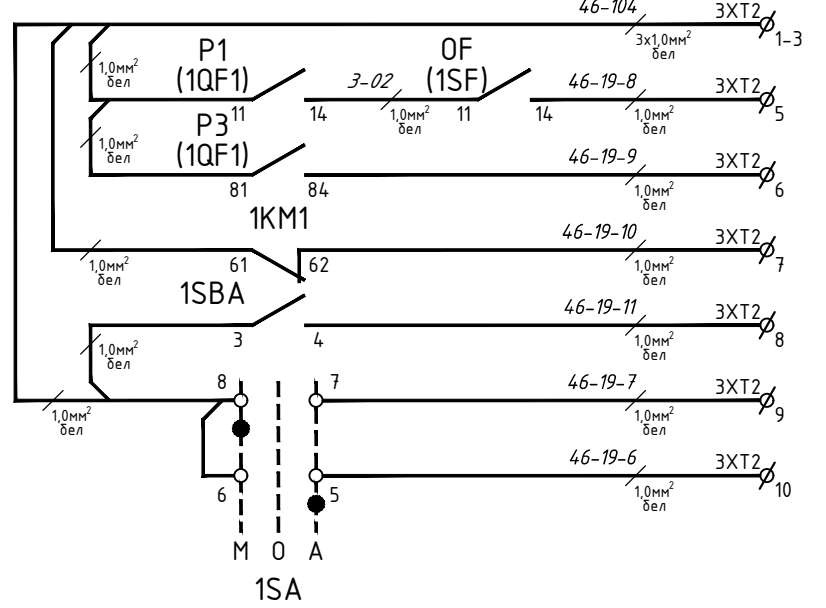 46-104
3XT2
1-3
3x1,0мм²
бел
1,0мм²
бел
P1
(1QF1)
11
14
3-02
1,0мм²
бел
OF
(1SF)
11
14
46-19-8
1,0мм²
бел
3XT2
5
1,0мм²
бел
P3
(1QF1)
81
84
46-19-9
1,0мм²
бел
3XT2
6
1KM1
1,0мм²
бел
61
62
46-19-10
1,0мм²
бел
3XT2
7
1SBA
1,0мм²
бел
3
4
46-19-11
1,0мм²
бел
3XT2
8
1,0мм²
бел
8
7
46-19-7
1,0мм²
бел
3XT2
9
6
5
46-19-6
1,0мм²
бел
3XT2
10
М О А
1SA